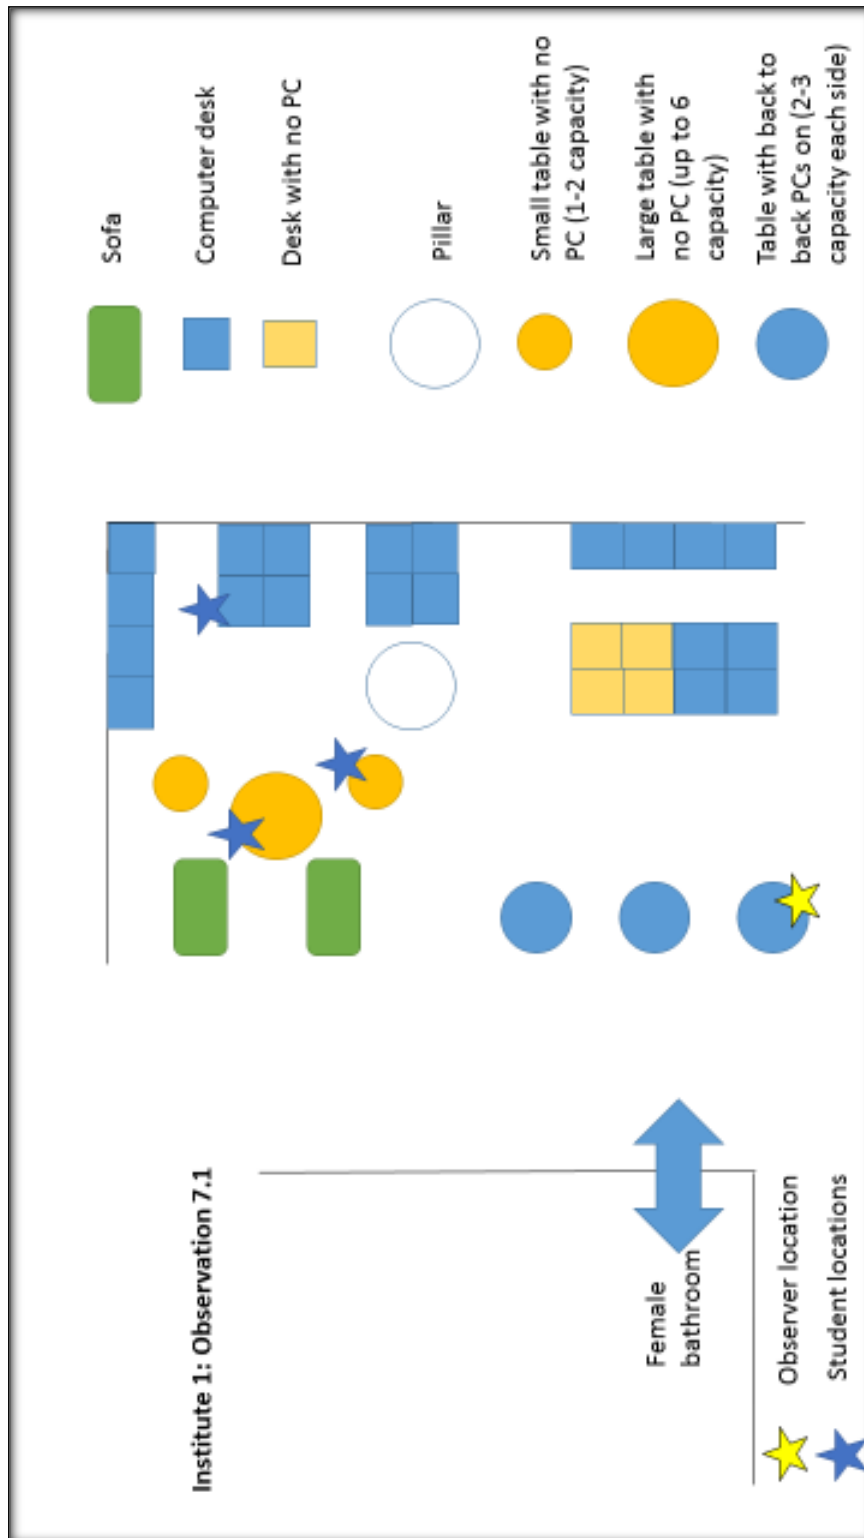 Institute 1: Observation 7.1
Female
bathroom
Observer location
Student locations
Sofa
Computer desk
Desk with no PC
Pillar
Small table with no
PC (1-2 capacity)
Large table with
no PC (up to 6
capacity)
Table with back to
back PCs on (2-3
capacity each side)